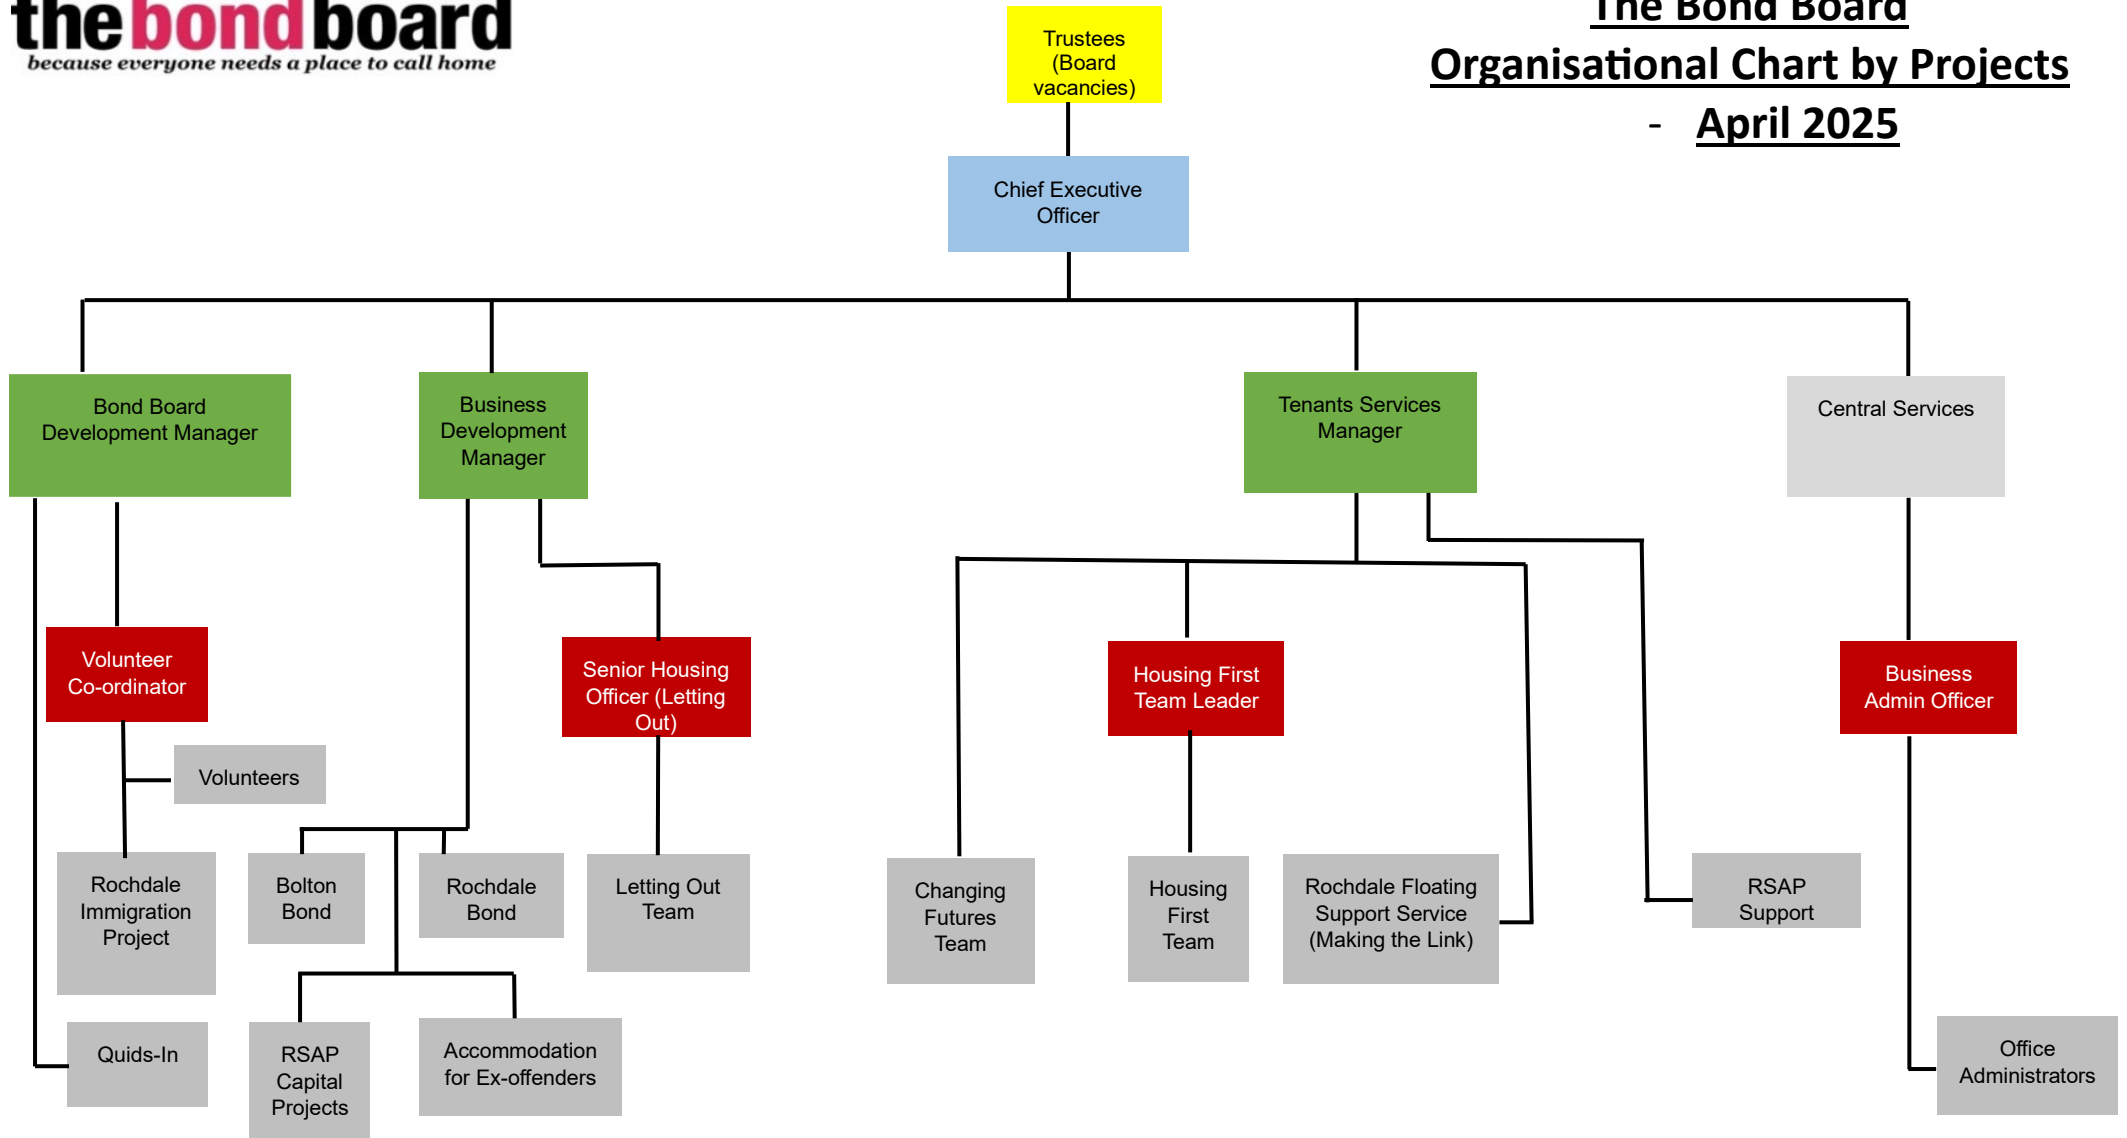 the bond board
because everyone needs a place to call home
The Bond Board
Organisational Chart by Projects
- April 2025
Trustees
(Board
vacancies)
Chief Executive
Officer
Bond Board
Development Manager
Business
Development
Manager
Tenants Services
Manager
Central Services
Volunteer
Co-ordinator
Senior Housing
Officer (Letting
Out)
Housing First
Team Leader
Business
Admin Officer
Volunteers
Rochdale
Immigration
Project
Bolton
Bond
Rochdale
Bond
Letting Out
Team
Changing
Futures
Team
Housing
First
Team
Rochdale Floating
Support Service
(Making the Link)
RSAP
Support
Quids-In
RSAP
Capital
Projects
Accommodation
for Ex-offenders
Office
Administrators